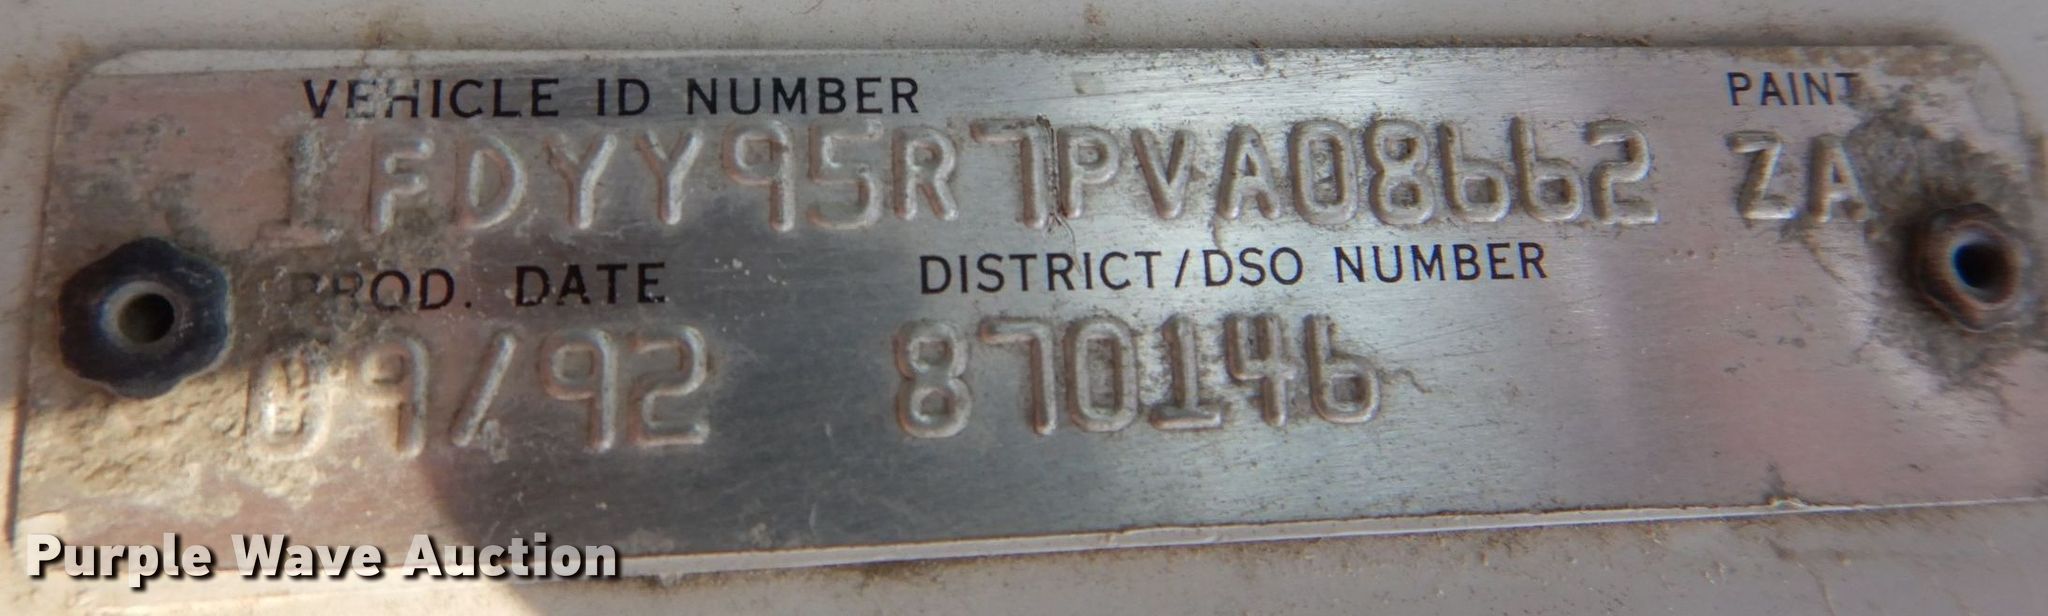 VEHICLE ID NUMBER PAINT
1FDYY95R7PVA08662 ZA
PROD. DATE DISTRICT/DSO NUMBER
09/92 870146
Purple Wave Auction